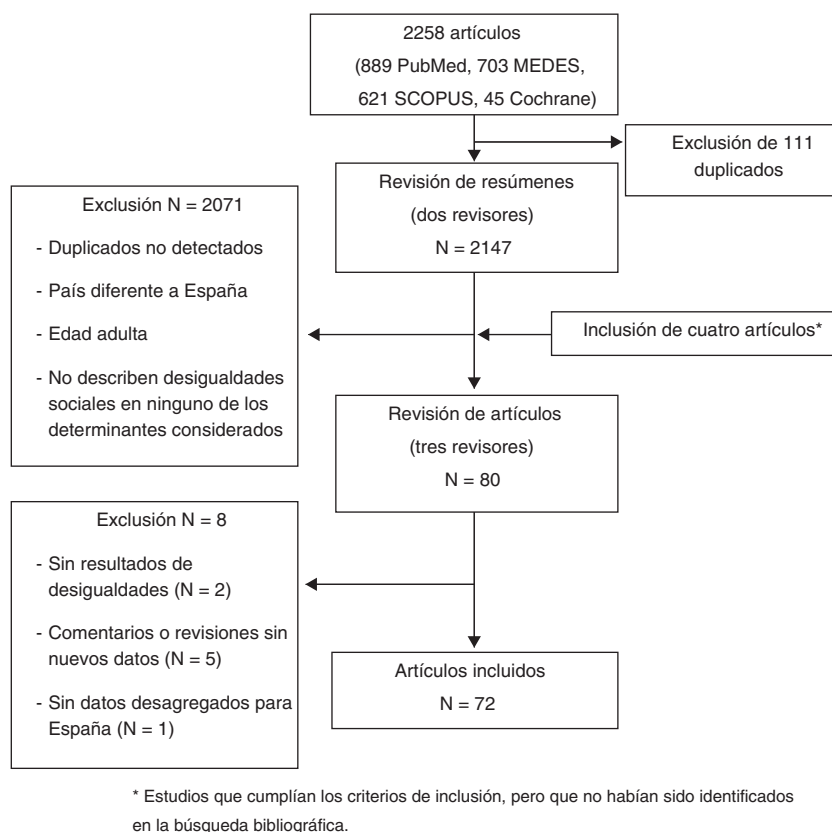 2258 artículos
(889 PubMed, 703 MEDES,
621 SCOPUS, 45 Cochrane)
Exclusión de 111
duplicados
Revisión de resúmenes
(dos revisores)
N = 2147
Exclusión N = 2071
- Duplicados no detectados
- País diferente a España
- Edad adulta
- No describen desigualdades
sociales en ninguno de los
determinantes considerados
Inclusión de cuatro artículos*
Revisión de artículos
(tres revisores)
N = 80
Exclusión N = 8
- Sin resultados de
desigualdades (N = 2)
- Comentarios o revisiones sin
nuevos datos (N = 5)
- Sin datos desagregados para
España (N = 1)
Artículos incluidos
N = 72
* Estudios que cumplían los criterios de inclusión, pero que no habían sido identificados
en la búsqueda bibliográfica.